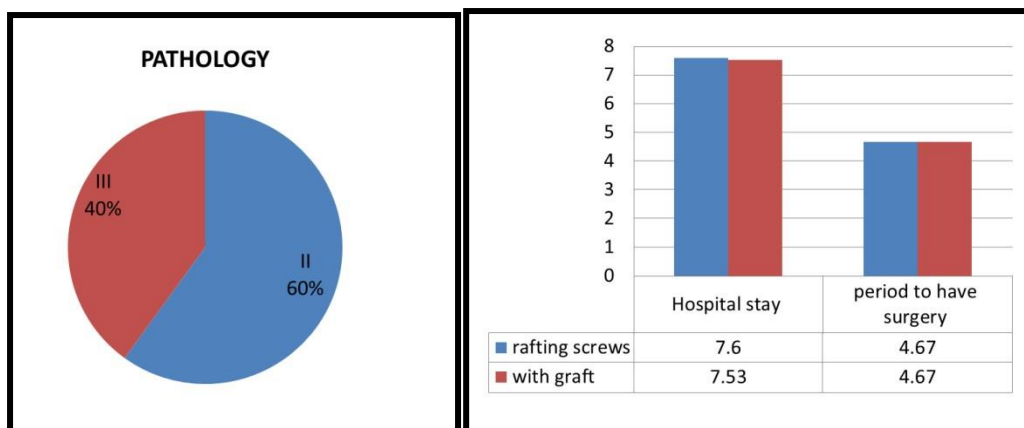 PATHOLOGY
III
40%
II
60%
8
7
6
5
4
3
2
1
0
Hospital stay
period to have
surgery
rafting screws 7.6 4.67
with graft 7.53 4.67